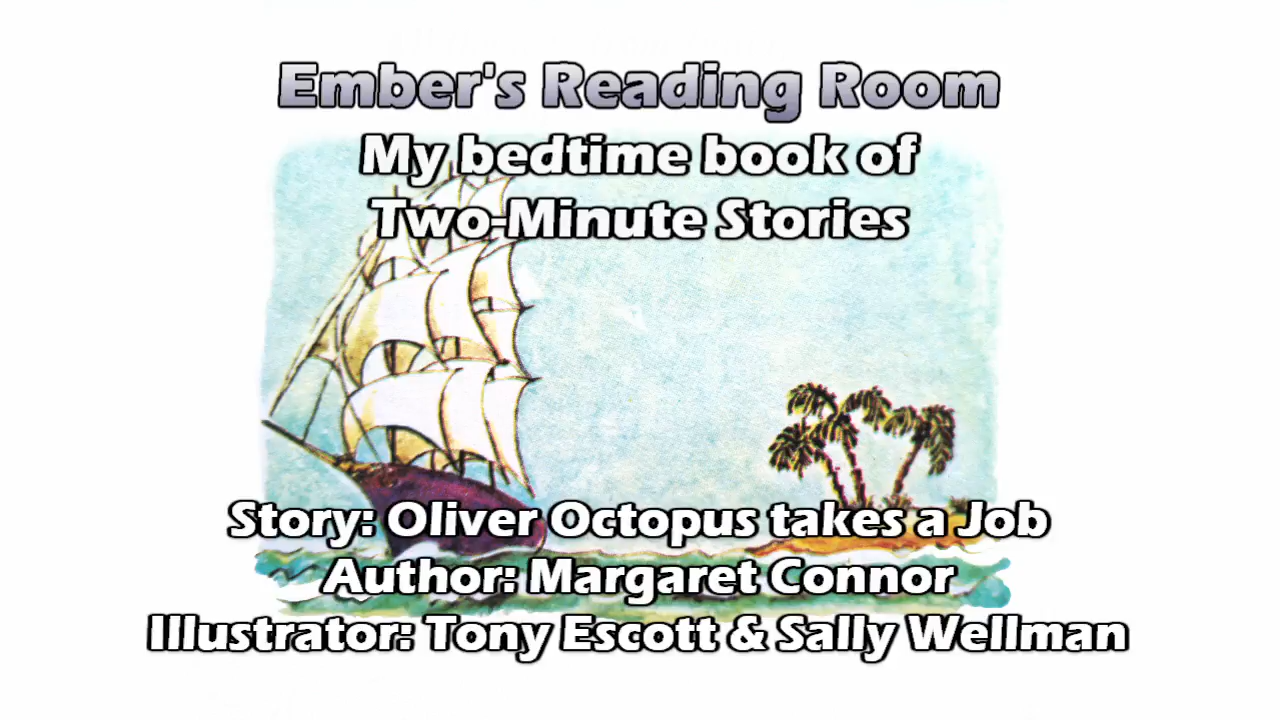 Ember's Reading Room
My bedtime book of
Two-Minute Stories
Story: Oliver Octopus takes a Job
Author: Margaret Connor
Illustrator: Tony Escott & Sally Wellman